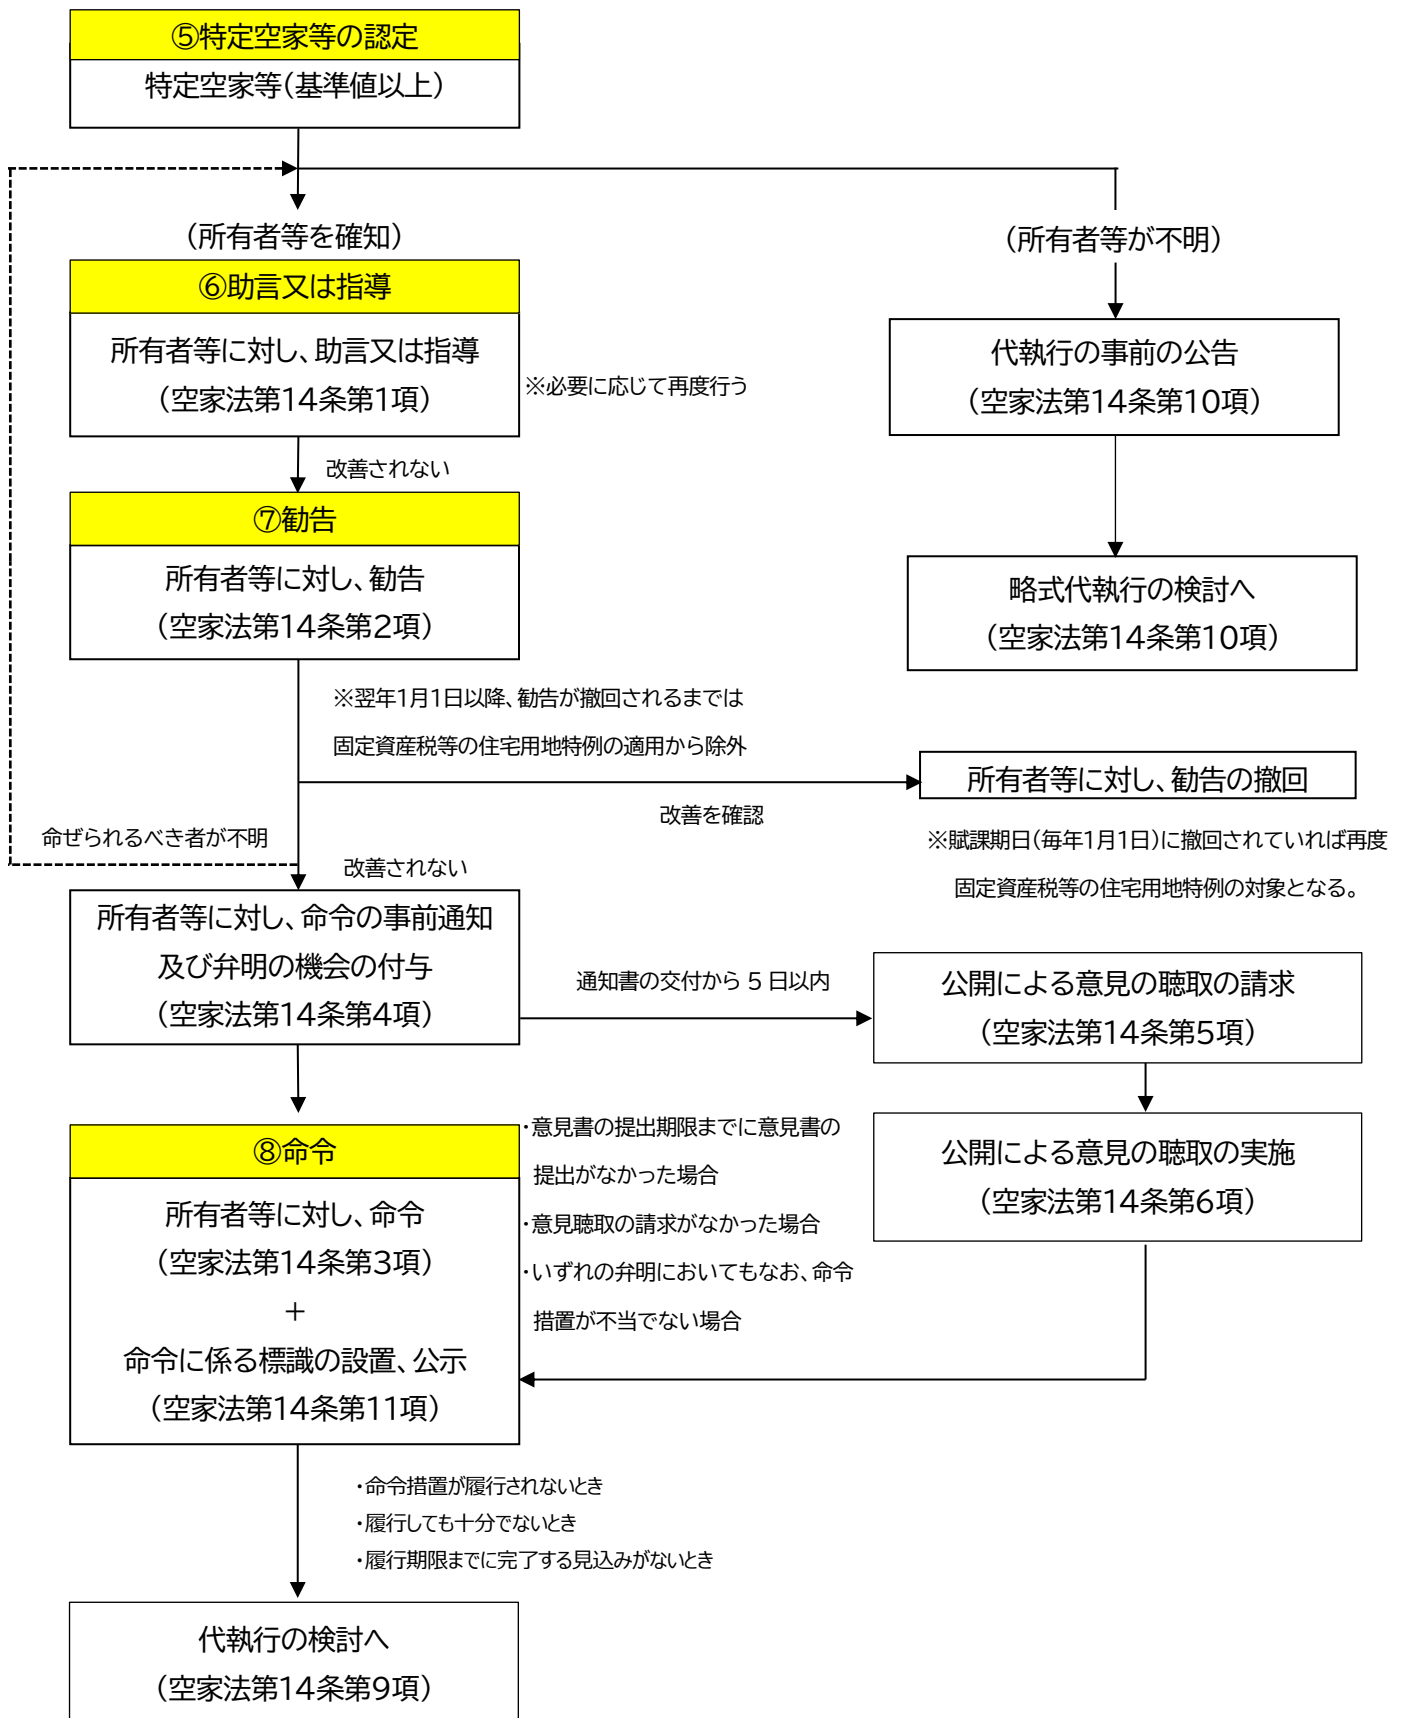 ⑤特定空家等の認定
特定空家等(基準値以上)
(所有者等を確知)
(所有者等が不明)
⑥助言又は指導
所有者等に対し、助言又は指導
(空家法第14条第1項)
※必要に応じて再度行う
代執行の事前の公告
(空家法第14条第10項)
改善されない
⑦勧告
所有者等に対し、勧告
(空家法第14条第2項)
略式代執行の検討へ
(空家法第14条第10項)
※翌年1月1日以降、勧告が撤回されるまでは
固定資産税等の住宅用地特例の適用から除外
所有者等に対し、勧告の撤回
改善を確認
※賦課期日(毎年1月1日)に撤回されていれば再度
固定資産税等の住宅用地特例の対象となる。
命ぜられるべき者が不明
改善されない
所有者等に対し、命令の事前通知
及び弁明の機会の付与
(空家法第14条第4項)
通知書の交付から 5 日以内
公開による意見の聴取の請求
(空家法第14条第5項)
公開による意見の聴取の実施
(空家法第14条第6項)
・意見書の提出期限までに意見書の
提出がなかった場合
・意見聴取の請求がなかった場合
・いずれの弁明においてもなお、命令
措置が不当でない場合
⑧命令
所有者等に対し、命令
(空家法第14条第3項)
+
命令に係る標識の設置、公示
(空家法第14条第11項)
・命令措置が履行されないとき
・履行しても十分でないとき
・履行期限までに完了する見込みがないとき
代執行の検討へ
(空家法第14条第9項)